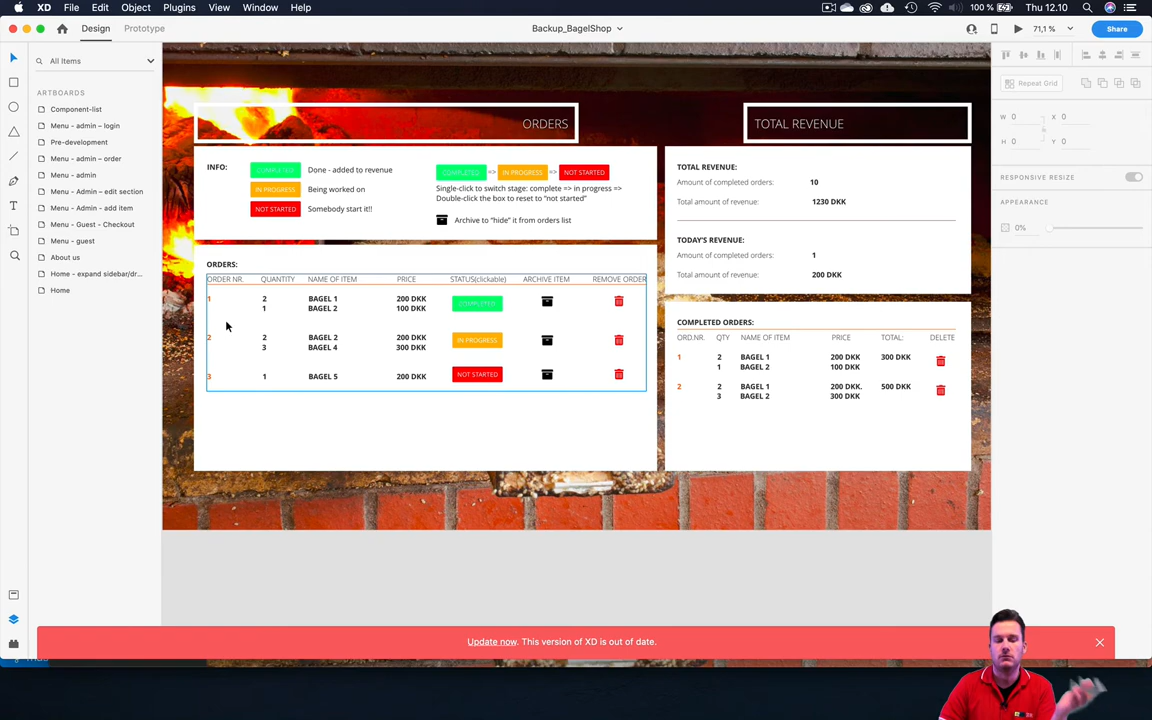 XD File Edit Object Plugins View Window Help
100 % Thu 12.10
Design Prototype
Backup_BagelShop
71,1 %
Share
All Items
ARTBOARDS
Component-list
Menu - admin – login
Pre-development
Menu - admin – order
Menu - admin
Menu - Admin – edit section
Menu - Admin - add item
Menu - Guest - Checkout
Menu - guest
About us
Home - expand sidebar/dr...
Home
ORDERS
TOTAL REVENUE
INFO:
COMPLETED Done - added to revenue
IN PROGRESS Being worked on
NOT STARTED Somebody start it!!
COMPLETED => IN PROGRESS => NOT STARTED
Single-click to switch stage: complete => in progress =>
Double-click the box to reset to "not started"
Archive to "hide" it from orders list
ORDERS:
ORDER NR. QUANTITY NAME OF ITEM PRICE STATUS(clickable) ARCHIVE ITEM REMOVE ORDER
1 2 BAGEL 1 200 DKK COMPLETED
1 BAGEL 2 100 DKK
2 2 BAGEL 2 200 DKK IN PROGRESS
3 BAGEL 4 300 DKK
3 1 BAGEL 5 200 DKK NOT STARTED
TOTAL REVENUE:
Amount of completed orders: 10
Total amount of revenue: 1230 DKK
TODAY'S REVENUE:
Amount of completed orders: 1
Total amount of revenue: 200 DKK
COMPLETED ORDERS:
ORD.NR. QTY NAME OF ITEM PRICE TOTAL: DELETE
1 2 BAGEL 1 200 DKK 300 DKK
1 BAGEL 2 100 DKK
2 2 BAGEL 1 200 DKK. 500 DKK
3 BAGEL 2 300 DKK
Repeat Grid
W 0 X 0
H 0 Y 0
RESPONSIVE RESIZE
APPEARANCE
0%
Update now. This version of XD is out of date.